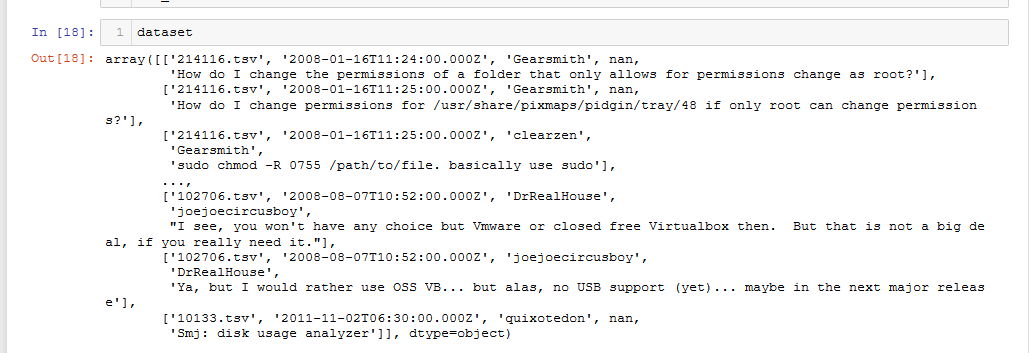 In [18]: 1 dataset
Out[18]: array([['214116.tsv', '2008-01-16T11:24:00.000Z', 'Gearsmith', nan,
'How do I change the permissions of a folder that only allows for permissions change as root?'],
['214116.tsv', '2008-01-16T11:25:00.000Z', 'Gearsmith', nan,
'How do I change permissions for /usr/share/pixmaps/pidgin/tray/48 if only root can change permission
s?'],
['214116.tsv', '2008-01-16T11:25:00.000Z', 'clearzen',
'Gearsmith',
'sudo chmod -R 0755 /path/to/file. basically use sudo'],
...,
['102706.tsv', '2008-08-07T10:52:00.000Z', 'DrRealHouse',
'joejoecircusboy',
"I see, you won't have any choice but Vmware or closed free Virtualbox then.  But that is not a big de
al, if you really need it."],
['102706.tsv', '2008-08-07T10:52:00.000Z', 'joejoecircusboy',
'DrRealHouse',
'Ya, but I would rather use OSS VB... but alas, no USB support (yet)... maybe in the next major releas
e'],
['10133.tsv', '2011-11-02T06:30:00.000Z', 'quixotedon', nan,
'Smj: disk usage analyzer']], dtype=object)